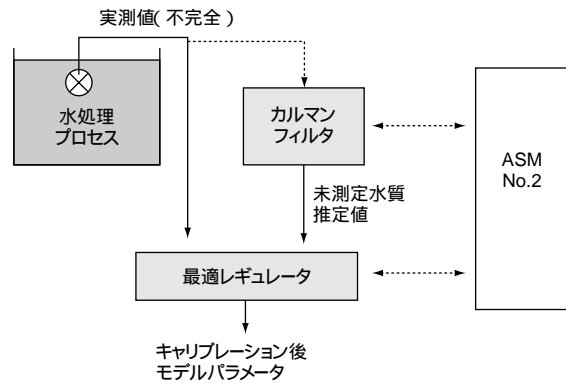 実測値(不完全)
水処理
プロセス
カルマン
フィルタ
ASM
No.2
未測定水質
推定値
最適レギュレータ
キャリブレーション後
モデルパラメータ